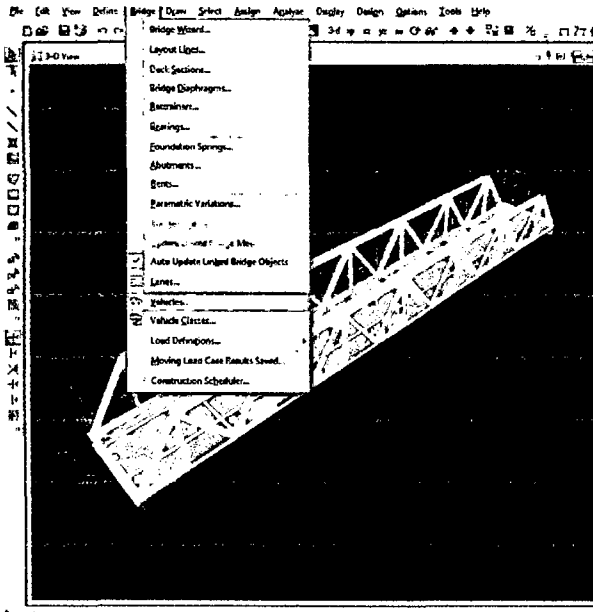 File Edit View Define Bridge Draw Select Assign Analyze Display Design Options Tools Help
3-d
3-D View
Bridge Wizard...
Layout Lines...
Deck Sections...
Bridge Diaphragms...
Restrainers...
Bearings...
Foundation Springs...
Abutments...
Bents...
Parametric Variations...
Auto Update Linked Bridge Objects
Lanes...
Vehicles...
Vehicle Classes...
Load Definitions...
Moving Load Case Results Saved...
Construction Scheduler...